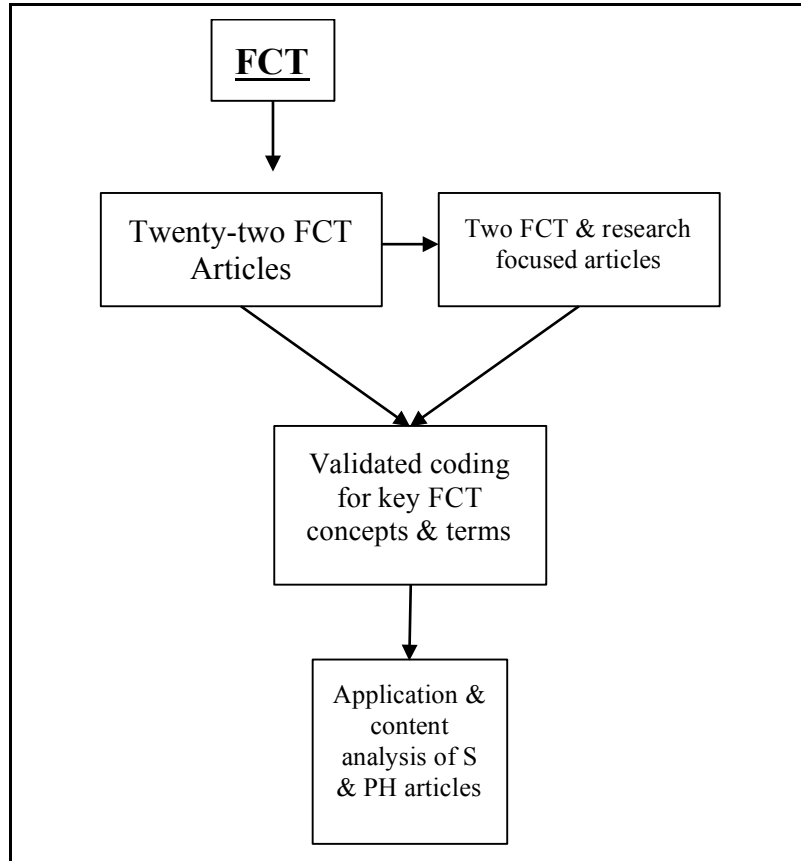 FCT
Twenty-two FCT
Articles
Two FCT & research
focused articles
Validated coding
for key FCT
concepts & terms
Application &
content
analysis of S
& PH articles